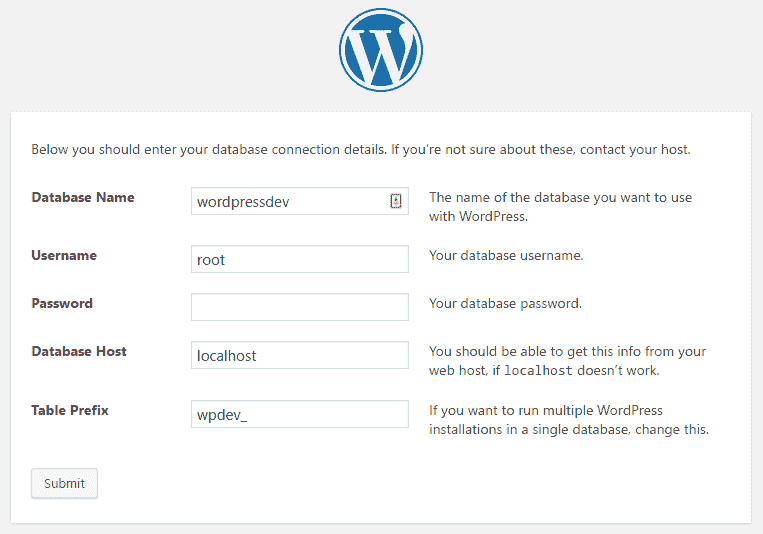 W
Below you should enter your database connection details. If you're not sure about these, contact your host.
Database Name
wordpressdev
The name of the database you want to use
with WordPress.
Username
root
Your database username.
Password
Your database password.
Database Host
localhost
You should be able to get this info from your
web host, if localhost doesn't work.
Table Prefix
wpdev_
If you want to run multiple WordPress
installations in a single database, change this.
Submit